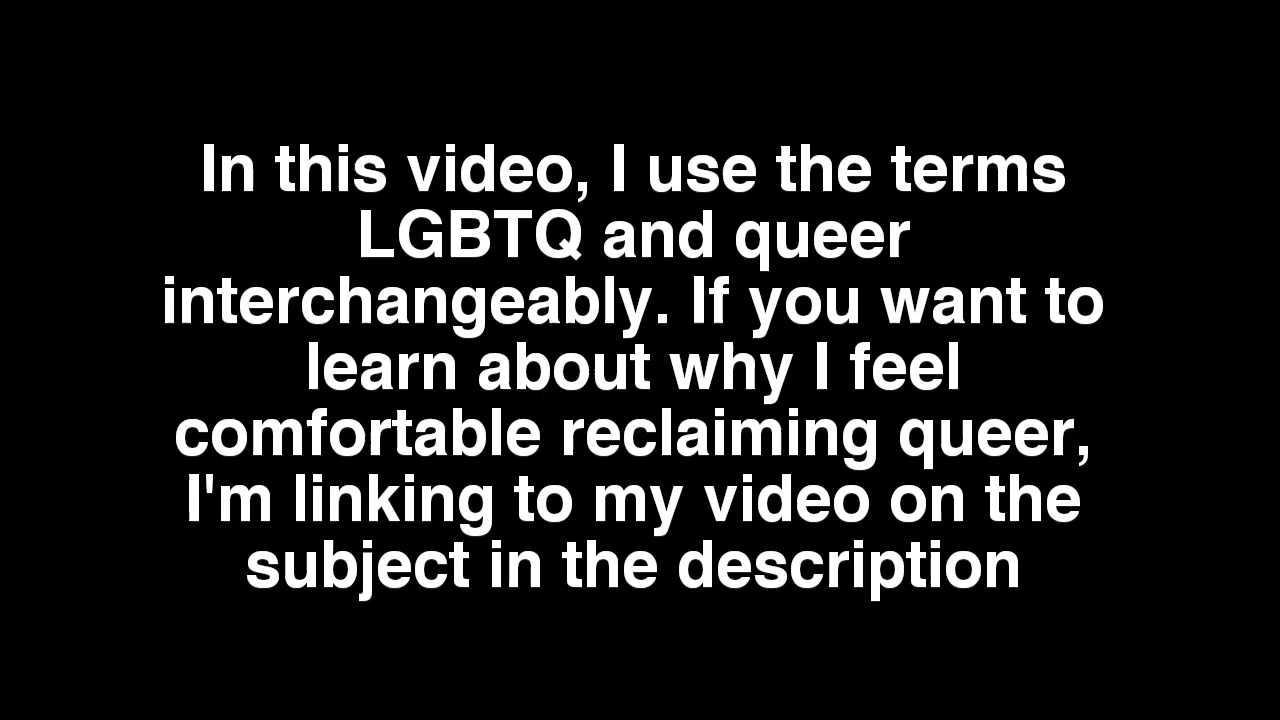 In this video, I use the terms
LGBTQ and queer
interchangeably. If you want to
learn about why I feel
comfortable reclaiming queer,
I'm linking to my video on the
subject in the description